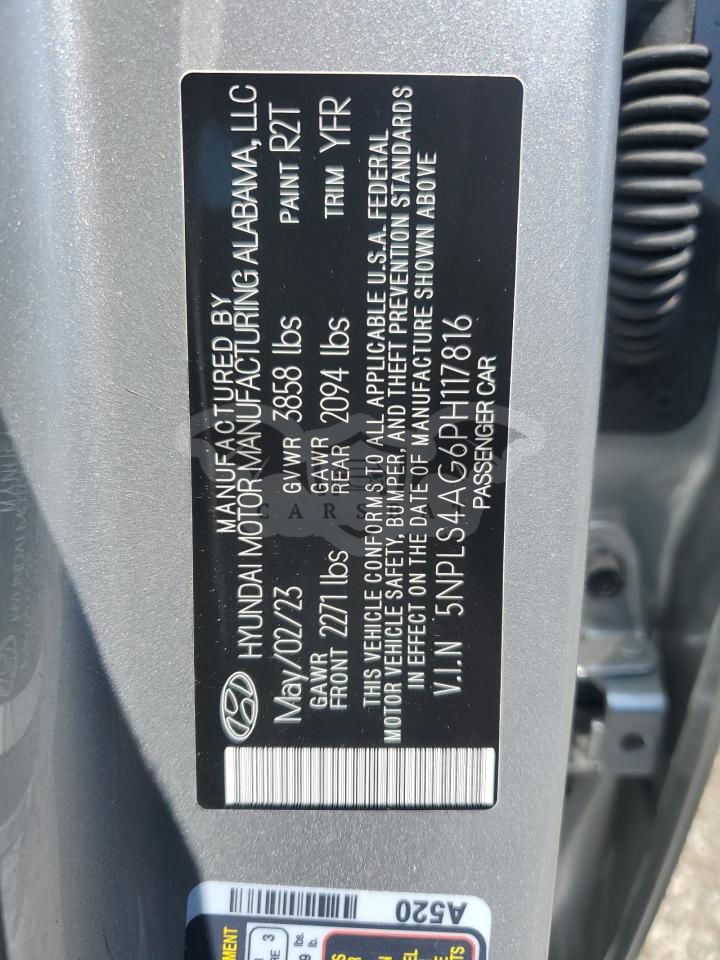 MANUFACTURED BY
HYUNDAI MOTOR MANUFACTURING ALABAMA, LLC
May/02/23 GVWR 3858 lbs PAINT R2T
GAWR FRONT 2271 lbs GAWR REAR 2094 lbs TRIM YFR
THIS VEHICLE CONFORMS TO ALL APPLICABLE U.S.A. FEDERAL
MOTOR VEHICLE SAFETY, BUMPER, AND THEFT PREVENTION STANDARDS
IN EFFECT ON THE DATE OF MANUFACTURE SHOWN ABOVE
V.I.N 5NPLS4AG6PH117816
PASSENGER CAR
A520